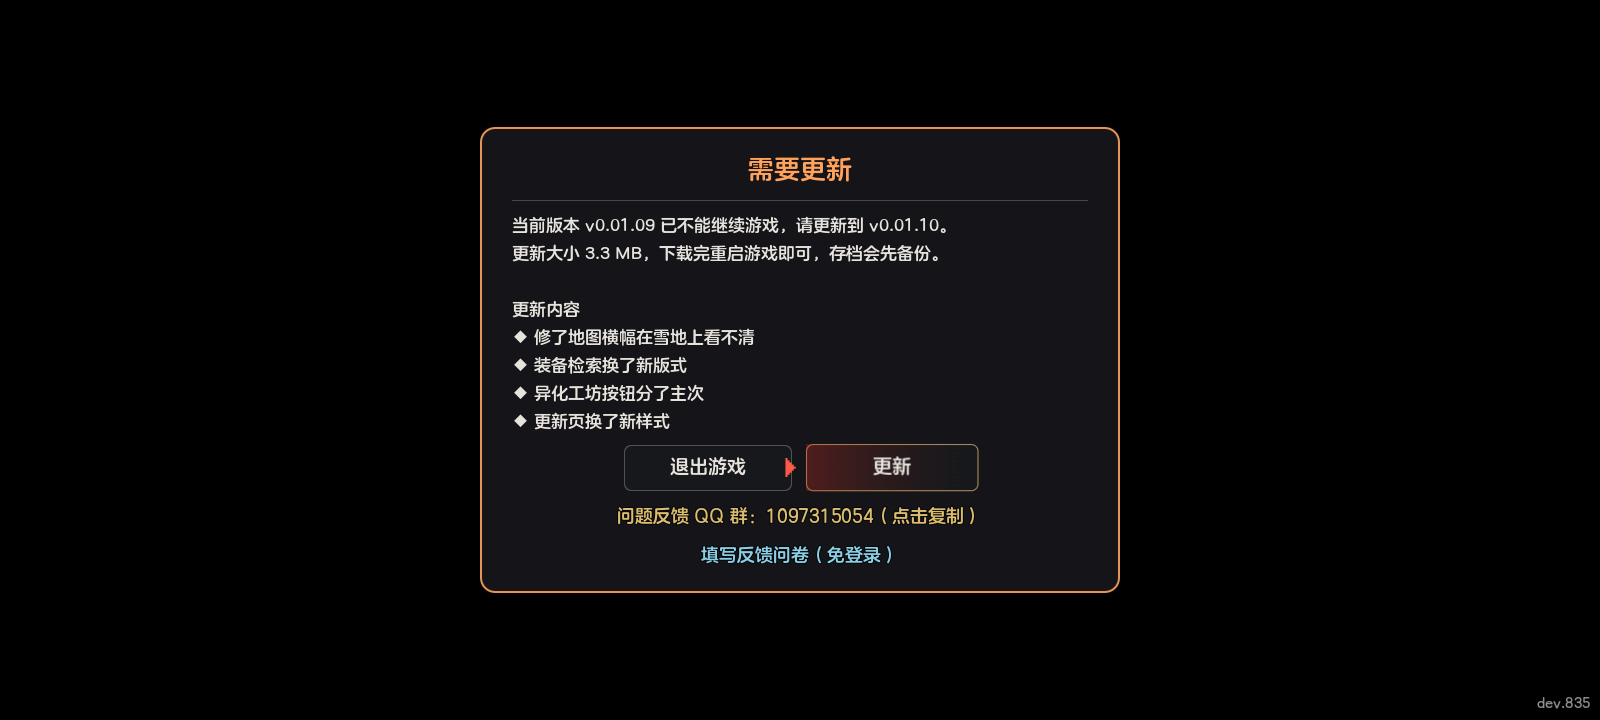 需要更新
当前版本 v0.01.09 已不能继续游戏，请更新到 v0.01.10。
更新大小 3.3 MB，下载完重启游戏即可，存档会先备份。
更新内容
◆ 修了地图横幅在雪地上看不清
◆ 装备检索换了新版式
◆ 异化工坊按钮分了主次
◆ 更新页换了新样式
退出游戏 更新
问题反馈 QQ 群：1097315054（点击复制）
填写反馈问卷（免登录）
dev.835